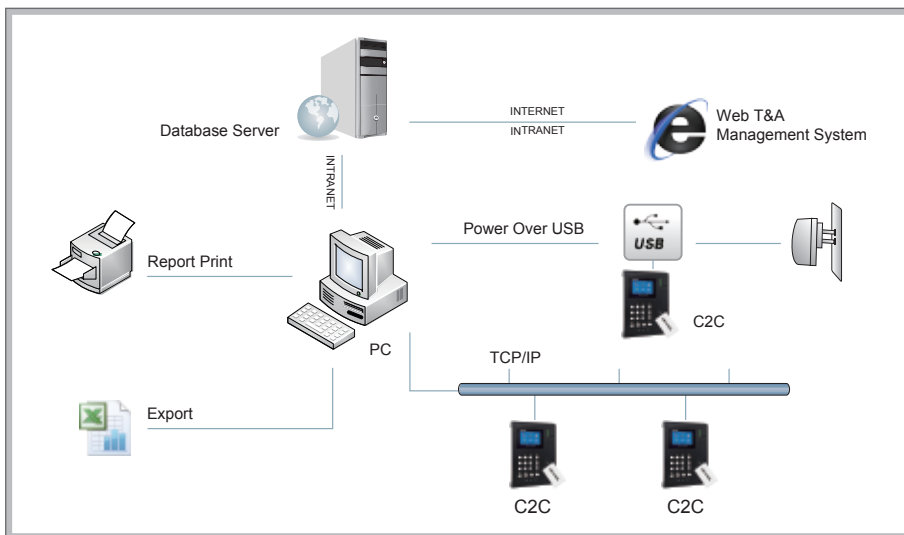 INTERNET
Database Server
INTRANET
Web T&A
Management System
INTRANET
Power Over USB
USB
Report Print
C2C
PC
TCP/IP
Export
C2C
C2C